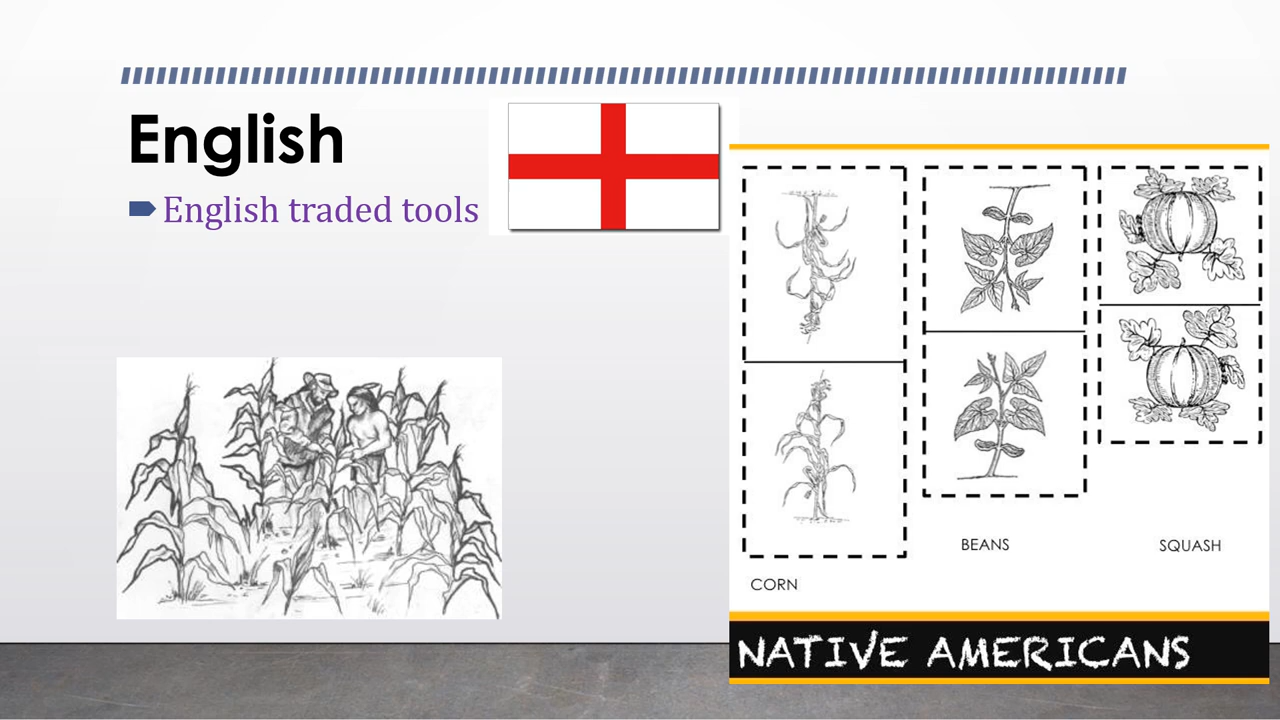 English
English traded tools
CORN
BEANS
SQUASH
NATIVE AMERICANS